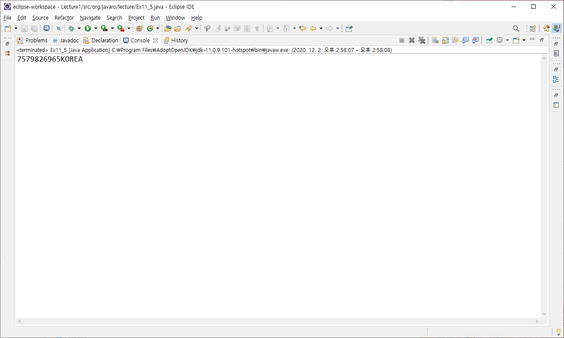 eclipse-workspace - Lecture1/src/org/javaro/lecture/Ex11_5.java - Eclipse IDE
File Edit Source Refactor Navigate Search Project Run Window Help
Problems Javadoc Declaration Console History
<terminated> Ex11_5 [Java Application] C:₩Program Files₩AdoptOpenJDK₩jdk-11.0.9.101-hotspot₩bin₩javaw.exe (2020. 12. 2. 오후 2:58:07 – 오후 2:58:08)
7579826965KOREA